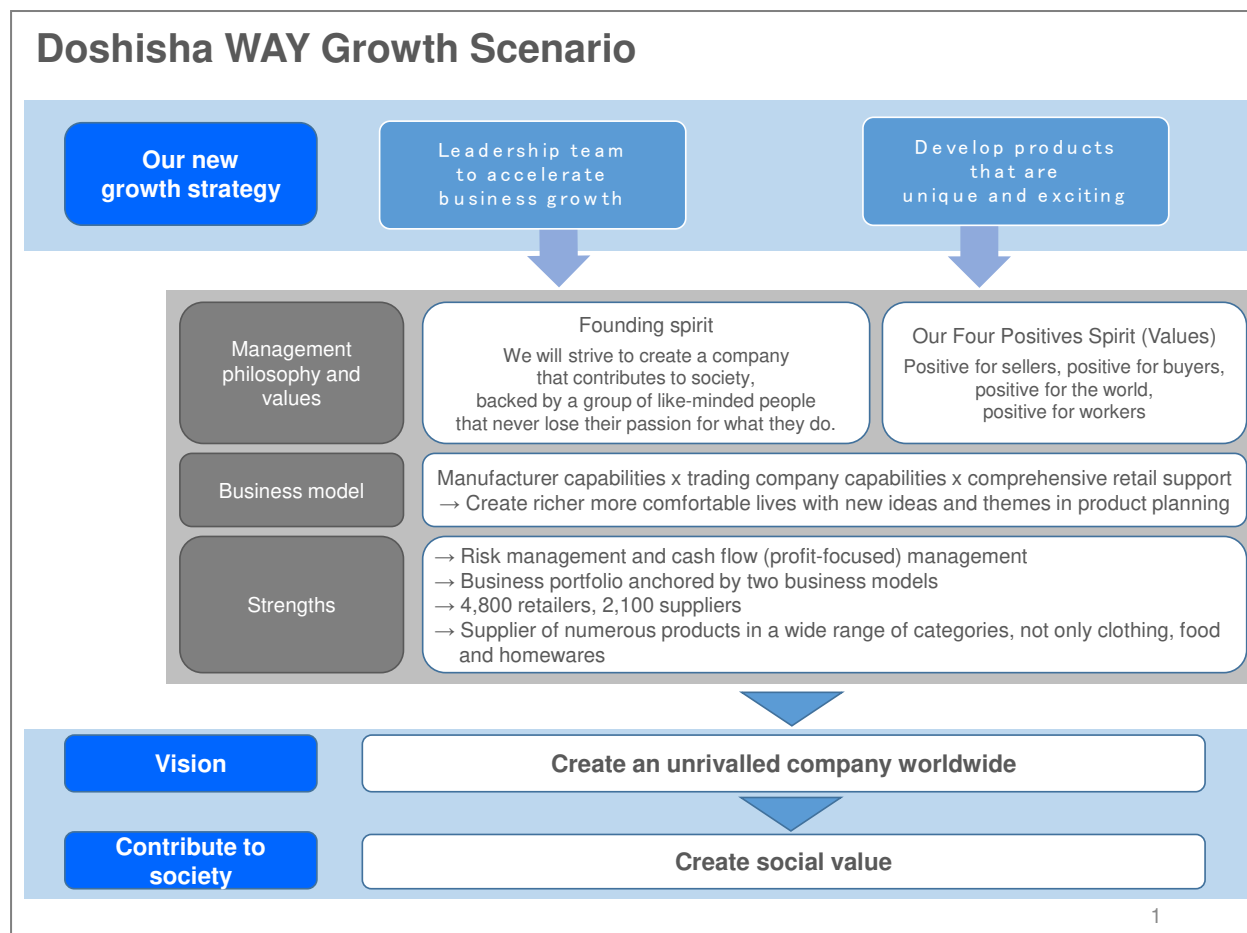 Doshisha WAY Growth Scenario
Our new
growth strategy
Leadership team
to accelerate
business growth
Develop products
that are
unique and exciting
Management
philosophy and
values
Founding spirit
We will strive to create a company
that contributes to society,
backed by a group of like-minded people
that never lose their passion for what they do.
Our Four Positives Spirit (Values)
Positive for sellers, positive for buyers,
positive for the world,
positive for workers
Business model
Manufacturer capabilities x trading company capabilities x comprehensive retail support
→ Create richer more comfortable lives with new ideas and themes in product planning
Strengths
→ Risk management and cash flow (profit-focused) management
→ Business portfolio anchored by two business models
→ 4,800 retailers, 2,100 suppliers
→ Supplier of numerous products in a wide range of categories, not only clothing, food
and homewares
Vision
Create an unrivalled company worldwide
Contribute to
society
Create social value
1